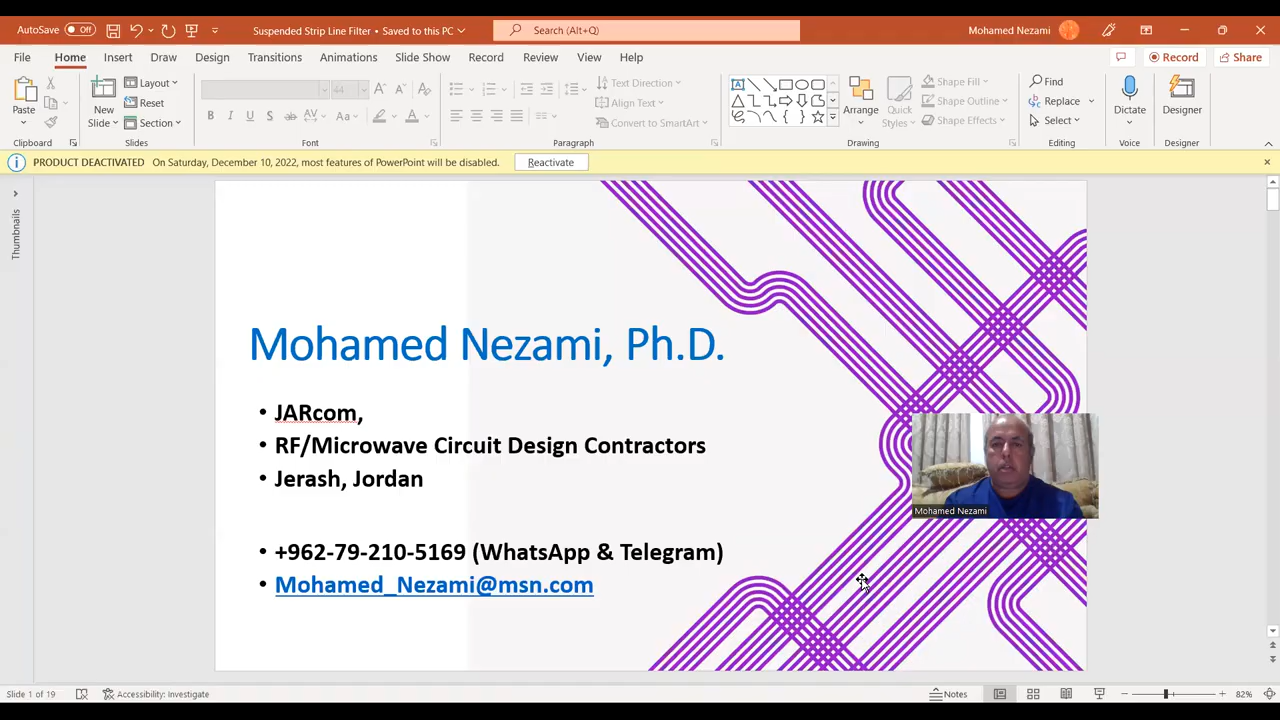 AutoSave Off Suspended Strip Line Filter • Saved to this PC Search (Alt+Q) Mohamed Nezami
File Home Insert Draw Design Transitions Animations Slide Show Record Review View Help Record Share
Paste New Slide Layout Reset Section
44
B I U S ab AV Aa A
Text Direction
Align Text
Convert to SmartArt
Arrange Quick Styles Shape Fill Shape Outline Shape Effects
Find Replace Select Dictate Designer
Clipboard Slides Font Paragraph Drawing Editing Voice Designer
PRODUCT DEACTIVATED On Saturday, December 10, 2022, most features of PowerPoint will be disabled. Reactivate
Thumbnails
Mohamed Nezami, Ph.D.
• JARcom,
• RF/Microwave Circuit Design Contractors
• Jerash, Jordan
Mohamed Nezami
• +962-79-210-5169 (WhatsApp & Telegram)
• Mohamed_Nezami@msn.com
Slide 1 of 19 Accessibility: Investigate Notes 82%